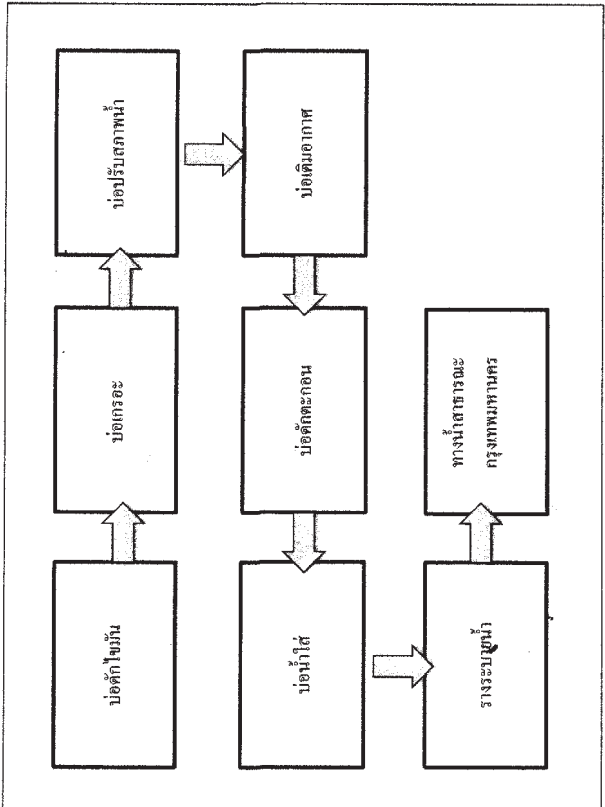 บ่อดักไขมัน
บ่อเกรอะ
บ่อปรับสภาพน้ำ
บ่อเติมอากาศ
บ่อดักตะกอน
บ่อน้ำใส่
รางระบายน้ำ
ทางน้ำสาธารณะ
กรุงเทพมหานคร